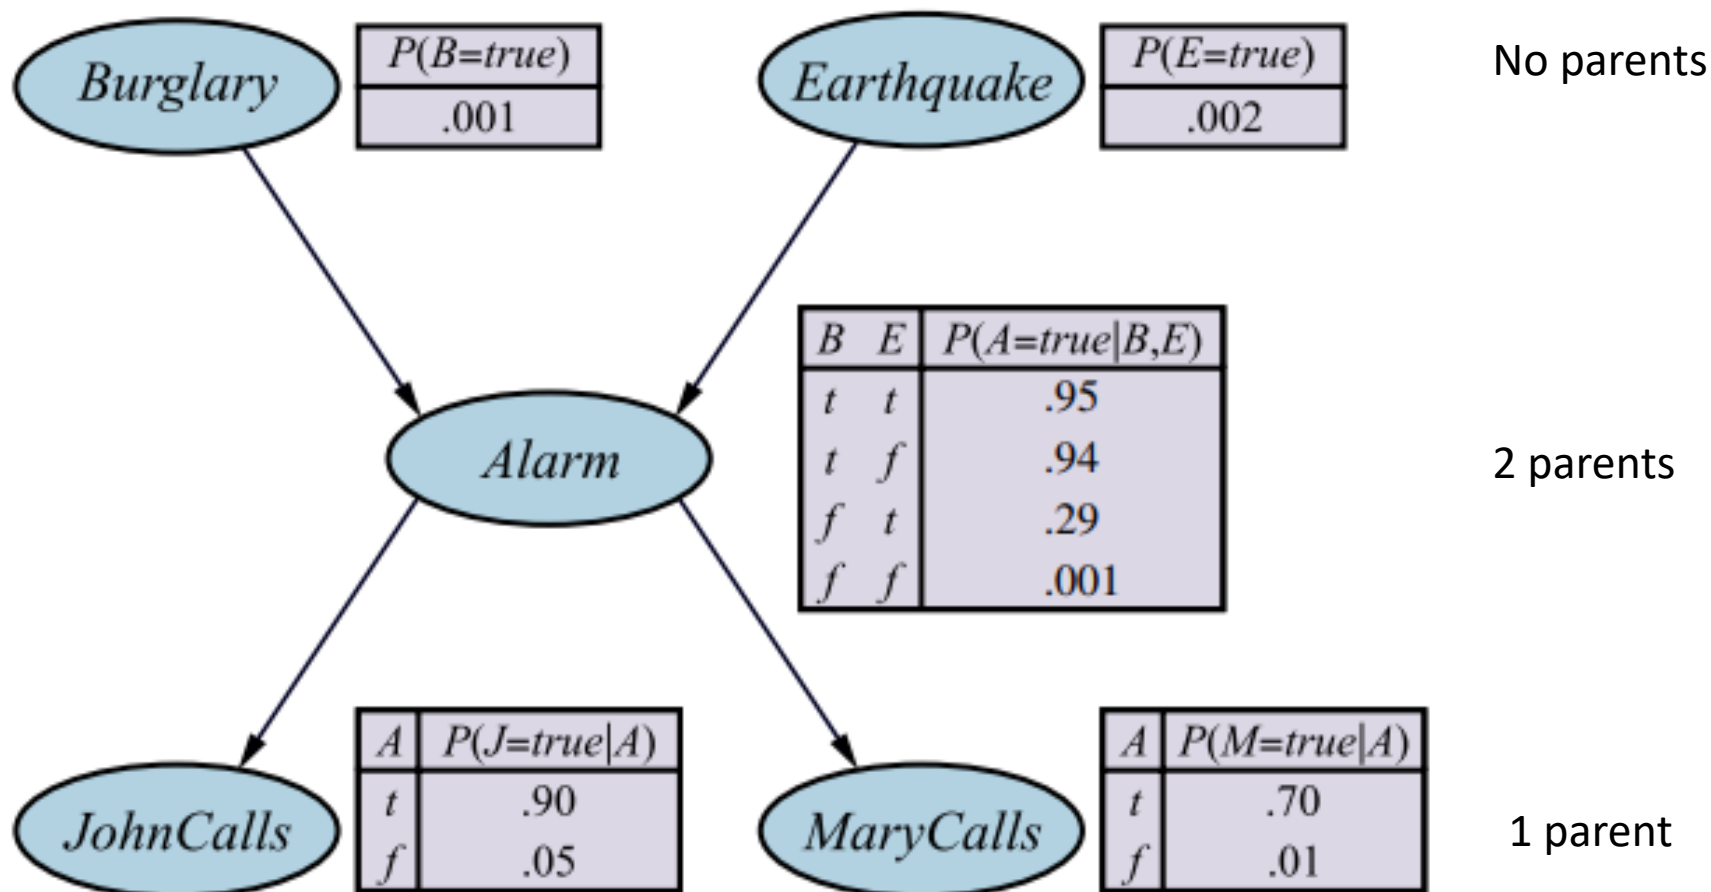 Burglary
P(B=true)
.001
Earthquake
P(E=true)
.002
No parents
Alarm
B E P(A=true|B,E)
t t .95
t f .94
f t .29
f f .001
2 parents
JohnCalls
A P(J=true|A)
t .90
f .05
MaryCalls
A P(M=true|A)
t .70
f .01
1 parent